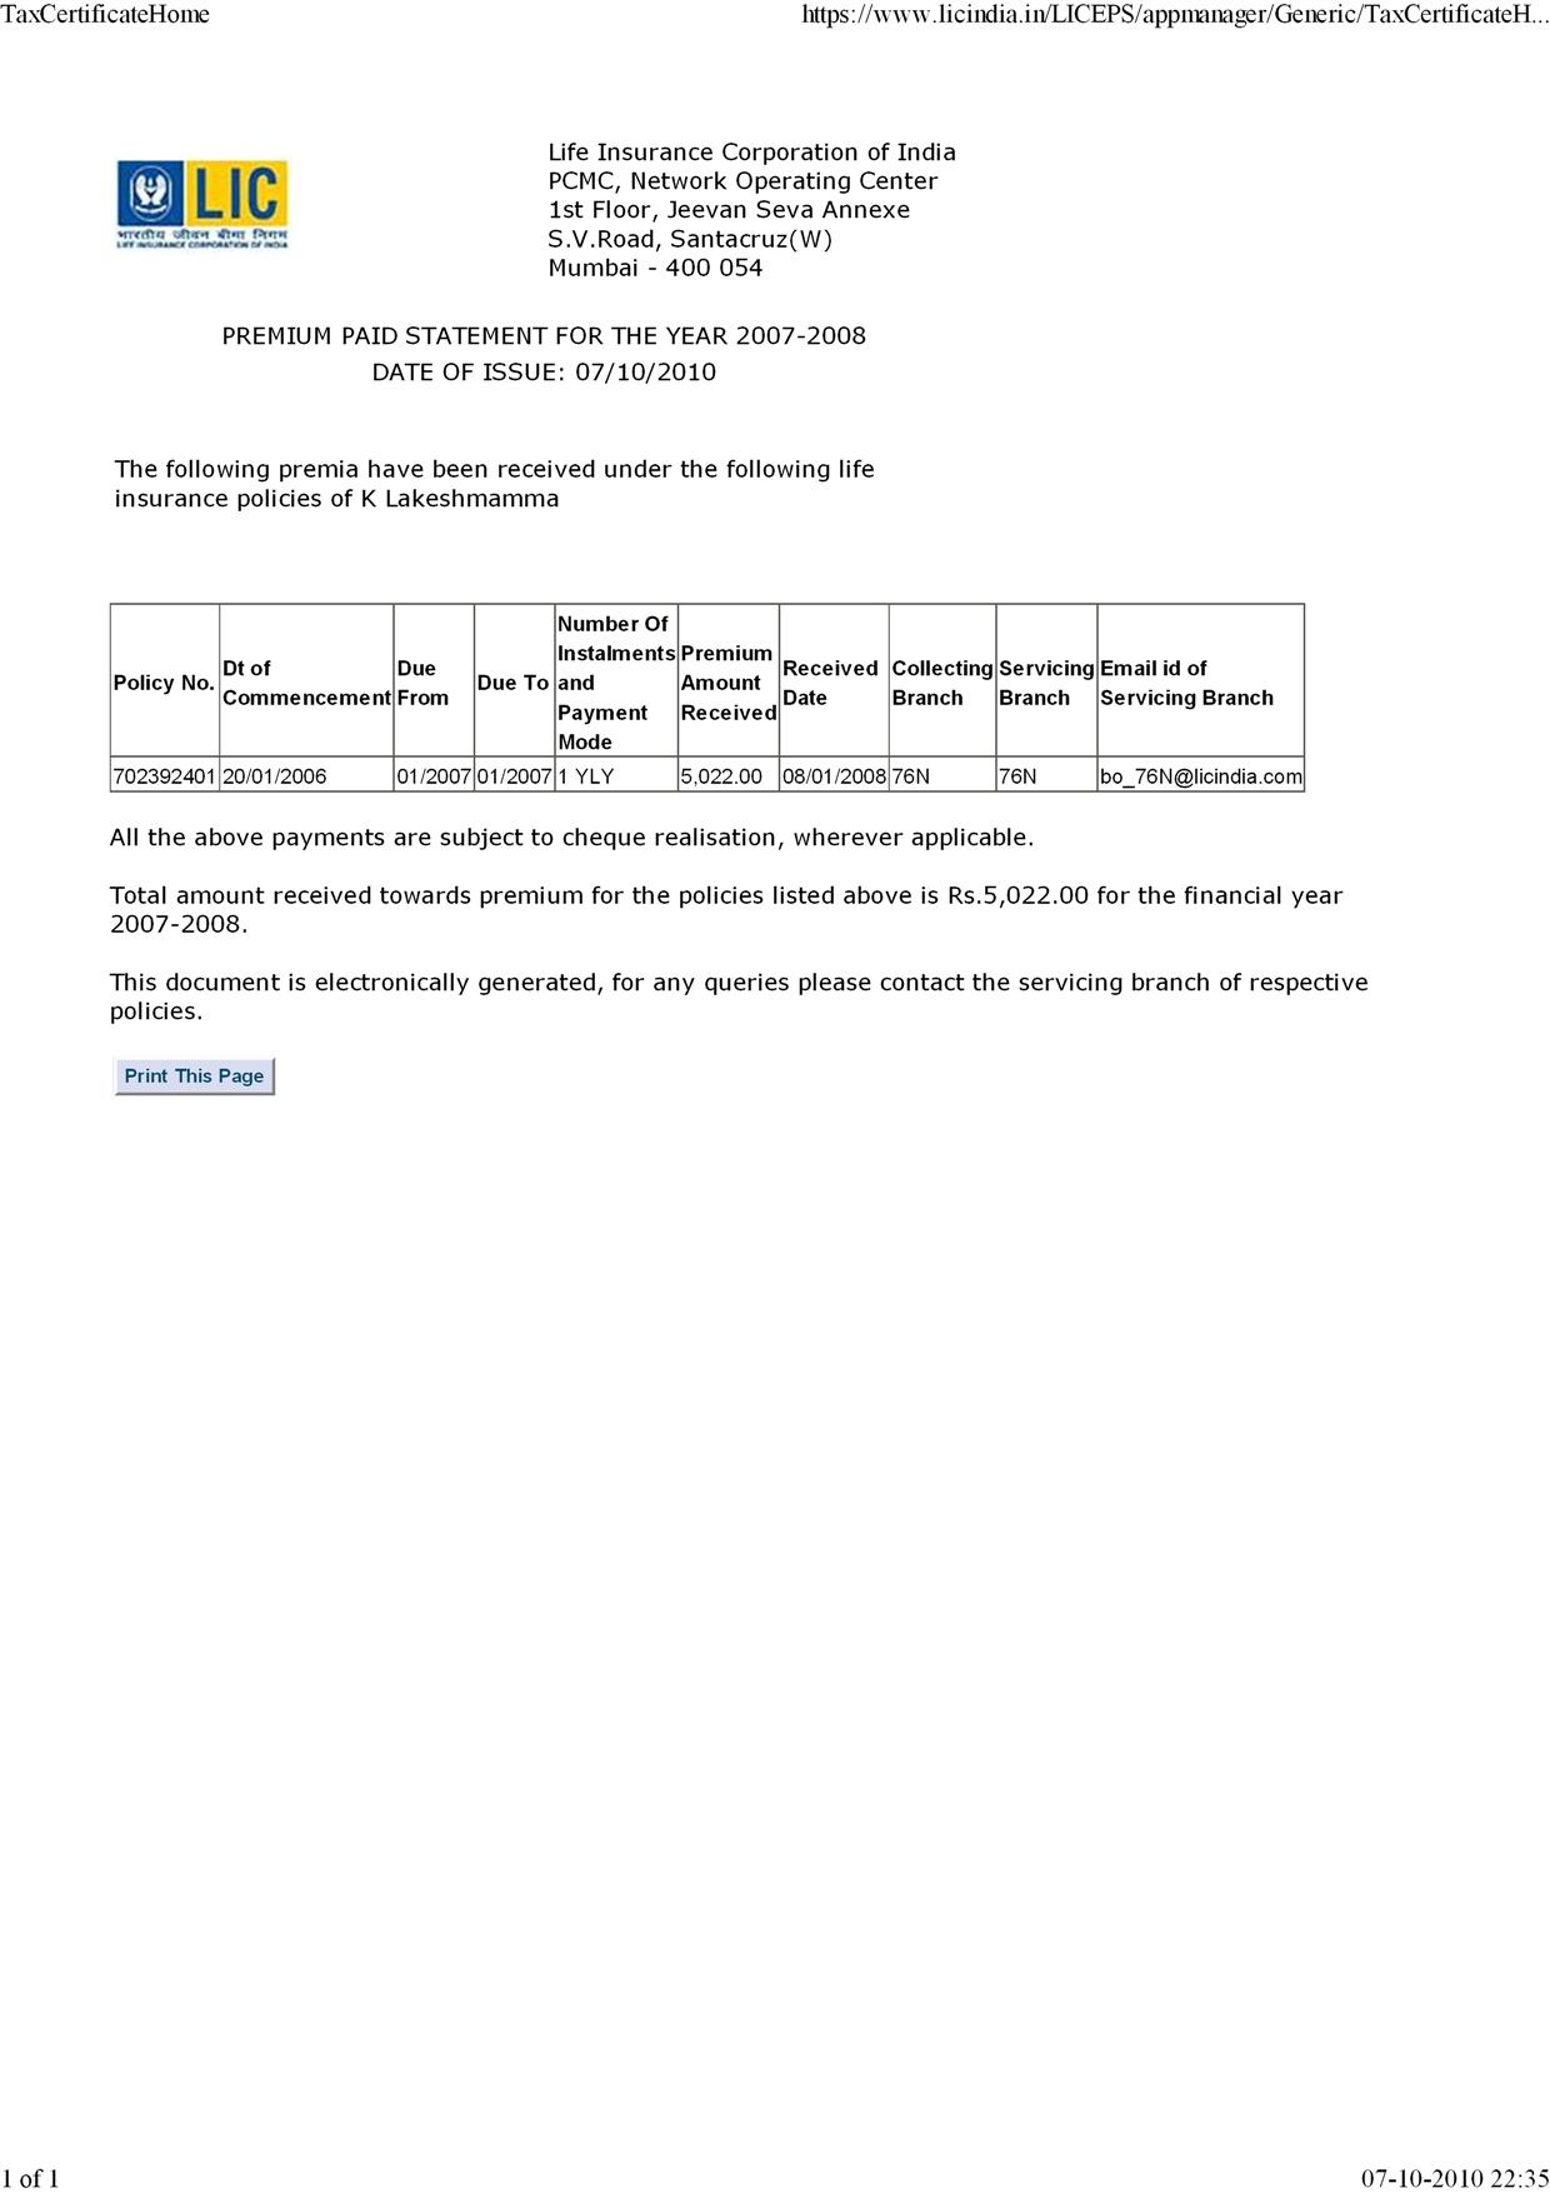 TaxCertificateHome https://www.licindia.in/LICEPS/appmanager/Generic/TaxCertificateH...
LIC
भारतीय जीवन बीमा निगम
LIFE INSURANCE CORPORATION OF INDIA
Life Insurance Corporation of India
PCMC, Network Operating Center
1st Floor, Jeevan Seva Annexe
S.V.Road, Santacruz(W)
Mumbai - 400 054
PREMIUM PAID STATEMENT FOR THE YEAR 2007-2008
DATE OF ISSUE: 07/10/2010
The following premia have been received under the following life
insurance policies of K Lakeshmamma
Policy No. Dt of Commencement Due From Due To Number Of Instalments and Payment Mode Premium Amount Received Received Date Collecting Branch Servicing Branch Email id of Servicing Branch
702392401 20/01/2006 01/2007 01/2007 1 YLY 5,022.00 08/01/2008 76N 76N bo_76N@licindia.com
All the above payments are subject to cheque realisation, wherever applicable.
Total amount received towards premium for the policies listed above is Rs.5,022.00 for the financial year
2007-2008.
This document is electronically generated, for any queries please contact the servicing branch of respective
policies.
Print This Page
1 of 1 07-10-2010 22:35